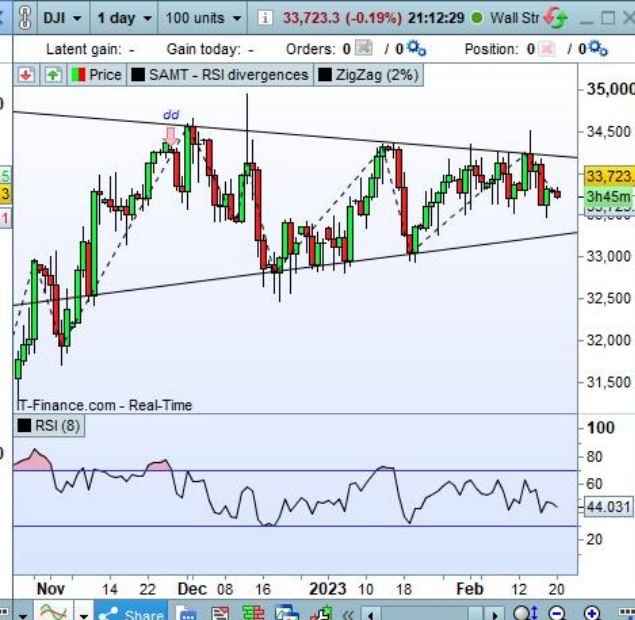 DJI 1 day 100 units 33,723.3 (-0.19%) 21:12:29 Wall Str
Latent gain: - Gain today: - Orders: 0 / 0 Position: 0 / 0
Price SAMT - RSI divergences ZigZag (2%)
35,000
dd
34,500
33,723.
3h45m
33,000
32,500
32,000
31,500
IT-Finance.com - Real-Time
RSI (8)
100
80
60
44.031
20
Nov 14 22 Dec 08 16 2023 10 18 Feb 12 20
Share